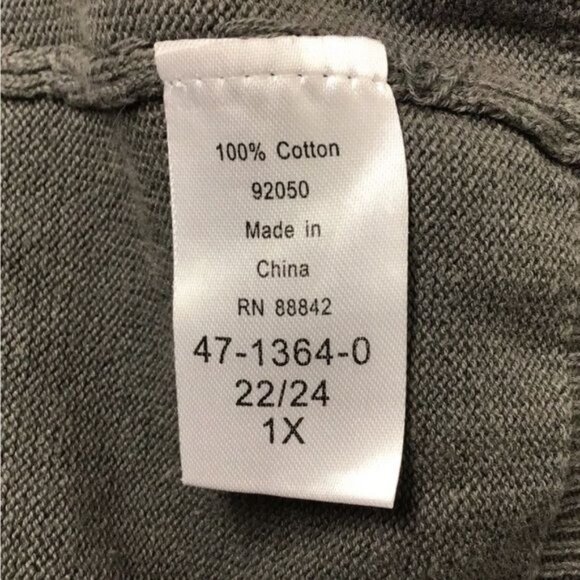 100% Cotton
92050
Made in
China
RN 88842
47-1364-0
22/24
1X